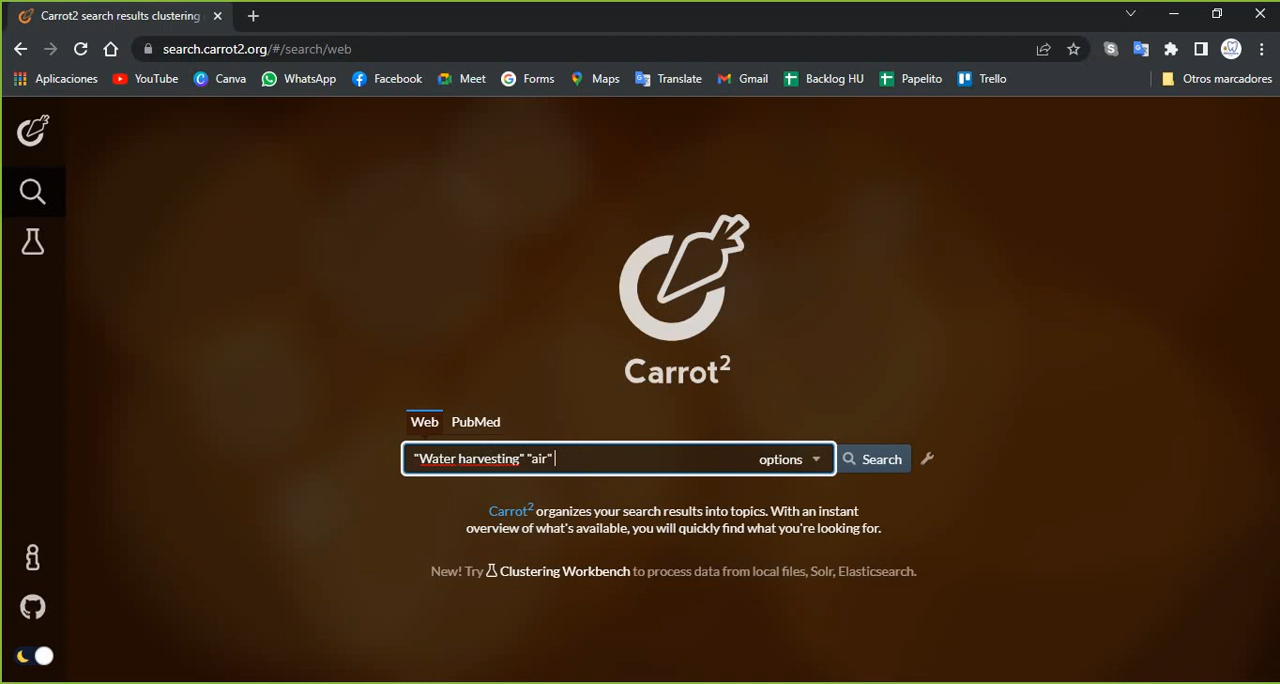 Carrot2 search results clustering
search.carrot2.org/#/search/web
Aplicaciones YouTube Canva WhatsApp Facebook Meet Forms Maps Translate Gmail Backlog HU Papelito Trello Otros marcadores
Carrot²
Web PubMed
"Water harvesting" "air" options Search
Carrot² organizes your search results into topics. With an instant
overview of what's available, you will quickly find what you're looking for.
New! Try Clustering Workbench to process data from local files, Solr, Elasticsearch.